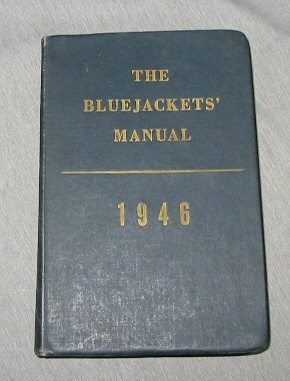 THE
BLUEJACKETS'
MANUAL
1946